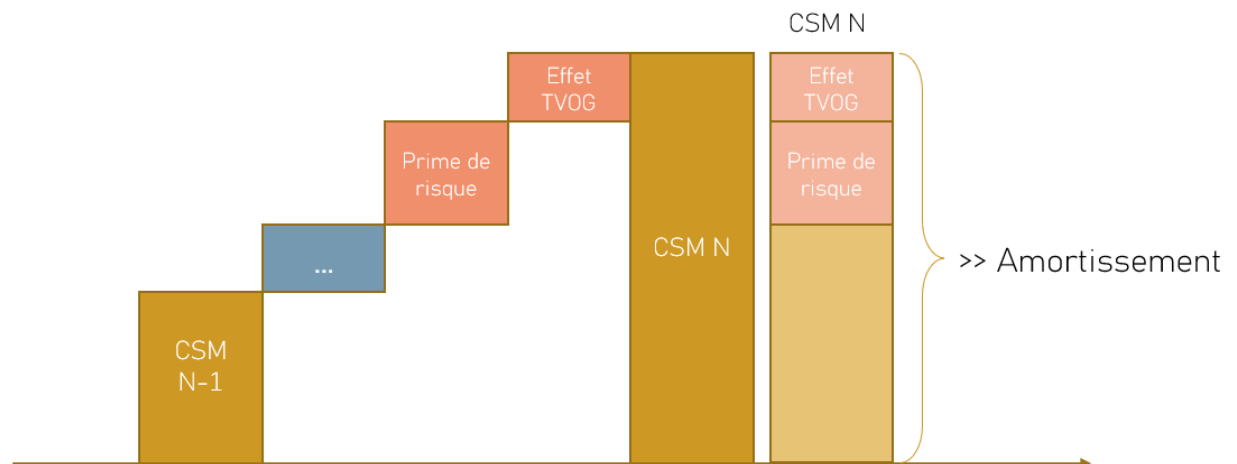 CSM N
Effet
TVOG
Effet
TVOG
Prime de
risque
Prime de
risque
CSM N
>> Amortissement
...
CSM
N-1